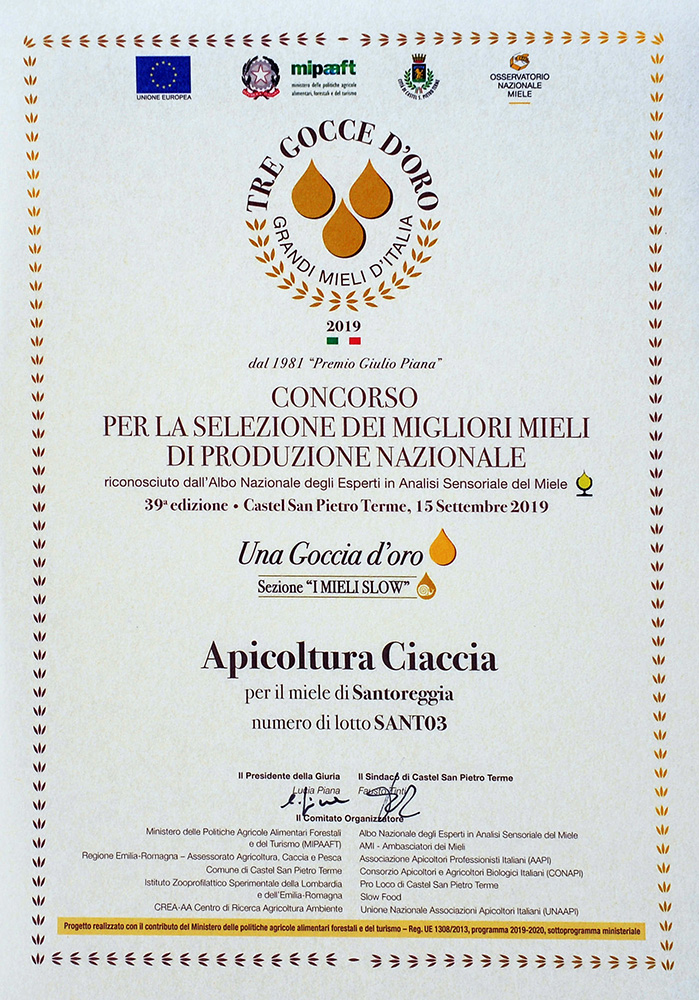 UNIONE EUROPEA
mipaaft
ministero delle politiche agricole
alimentari, forestali e del turismo
OSSERVATORIO
NAZIONALE
MIELE
TRE GOCCE D'ORO
GRANDI MIELI D'ITALIA
2019
dal 1981 “Premio Giulio Piana”
CONCORSO
PER LA SELEZIONE DEI MIGLIORI MIELI
DI PRODUZIONE NAZIONALE
riconosciuto dall'Albo Nazionale degli Esperti in Analisi Sensoriale del Miele
39ª edizione • Castel San Pietro Terme, 15 Settembre 2019
Una Goccia d'oro
Sezione “I MIELI SLOW”
Apicoltura Ciaccia
per il miele di Santoreggia
numero di lotto SANT03
Il Presidente della Giuria Il Sindaco di Castel San Pietro Terme
Lucia Piana Fausto Tinti
Il Comitato Organizzatore
Ministero delle Politiche Agricole Alimentari Forestali
e del Turismo (MIPAAFT)
Regione Emilia-Romagna – Assessorato Agricoltura, Caccia e Pesca
Comune di Castel San Pietro Terme
Istituto Zooprofilattico Sperimentale della Lombardia
e dell'Emilia-Romagna
CREA-AA Centro di Ricerca Agricoltura Ambiente
Albo Nazionale degli Esperti in Analisi Sensoriale del Miele
AMI - Ambasciatori dei Mieli
Associazione Apicoltori Professionisti Italiani (AAPI)
Consorzio Apicoltori e Agricoltori Biologici Italiani (CONAPI)
Pro Loco di Castel San Pietro Terme
Slow Food
Unione Nazionale Associazioni Apicoltori Italiani (UNAAPI)
Progetto realizzato con il contributo del Ministero delle politiche agricole alimentari forestali e del turismo – Reg. UE 1308/2013, programma 2019-2020, sottoprogramma ministeriale